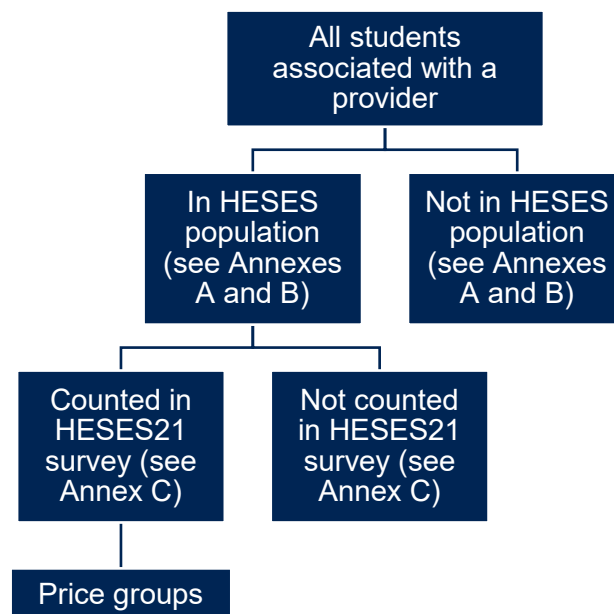 All students
associated with a
provider
In HESES
population
(see Annexes
A and B)
Not in HESES
population
(see Annexes
A and B)
Counted in
HESES21
survey (see
Annex C)
Not counted
in HESES21
survey (see
Annex C)
Price groups